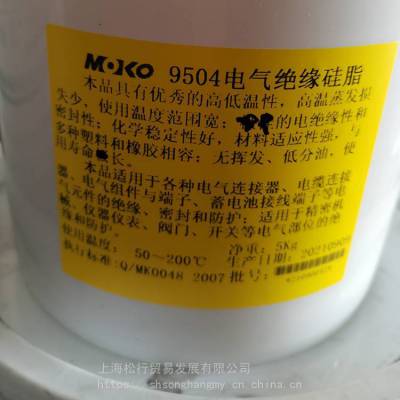 MOKO 9504电气绝缘硅脂
本品具有优秀的高低温性，高温蒸发损
失少，使用温度范围宽；的电绝缘性和
密封性；化学稳定性好，材料适应性强，与
多种塑料和橡胶相容；无挥发、低分油，使
用寿命长。
本品适用于各种电气连接器、电缆连接
器、电气组件与端子、蓄电池接线端子等电
气元件的绝缘、密封和防护；适用于精密机
械、仪器仪表、阀门、开关等电气部位的绝
缘和防护。
净重：5Kg
使用温度： 50～200℃ 生产日期：
执行标准：Q/MK0048 2007 批号：
上海松行贸易发展有限公司
https://shsonghangmy.cn.china.cn